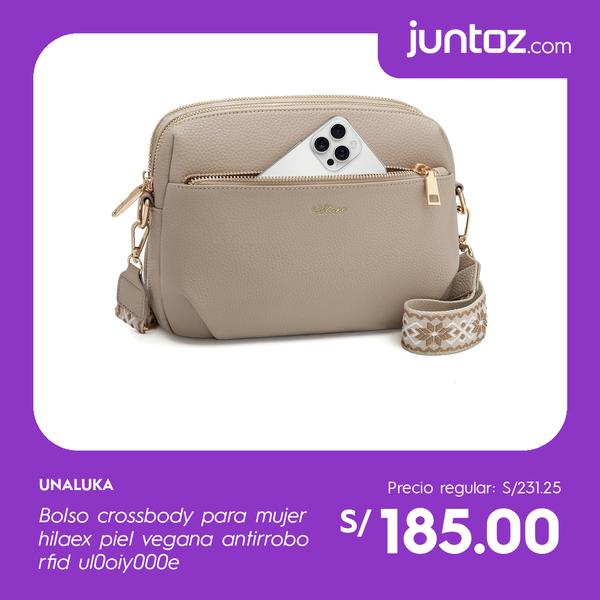 juntoz.com
UNALUKA
Bolso crossbody para mujer
hilaex piel vegana antirrobo
rfid ul0oiy000e
Precio regular: S/231.25
S/185.00